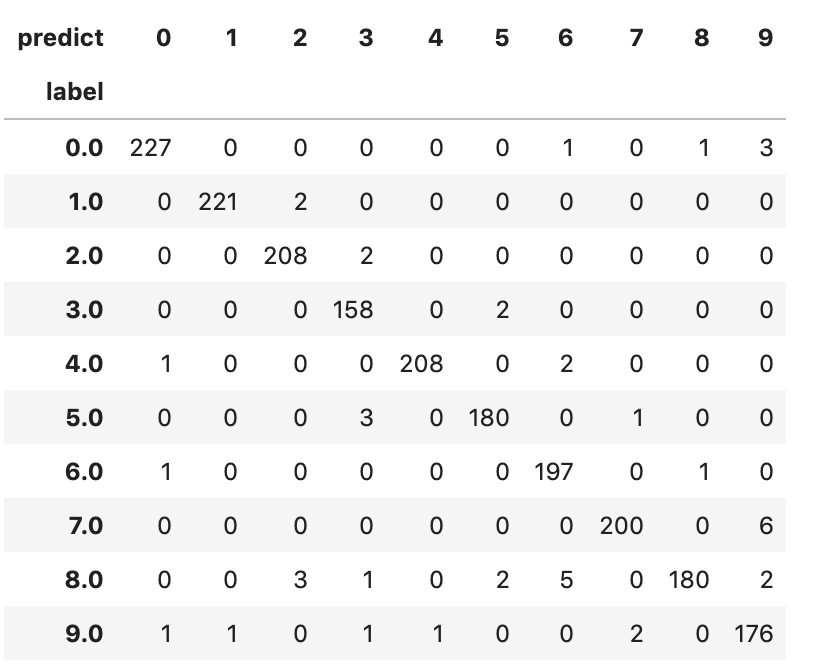 predict 0 1 2 3 4 5 6 7 8 9
label
0.0 227 0 0 0 0 0 1 0 1 3
1.0 0 221 2 0 0 0 0 0 0 0
2.0 0 0 208 2 0 0 0 0 0 0
3.0 0 0 0 158 0 2 0 0 0 0
4.0 1 0 0 0 208 0 2 0 0 0
5.0 0 0 0 3 0 180 0 1 0 0
6.0 1 0 0 0 0 0 197 0 1 0
7.0 0 0 0 0 0 0 0 200 0 6
8.0 0 0 3 1 0 2 5 0 180 2
9.0 1 1 0 1 1 0 0 2 0 176